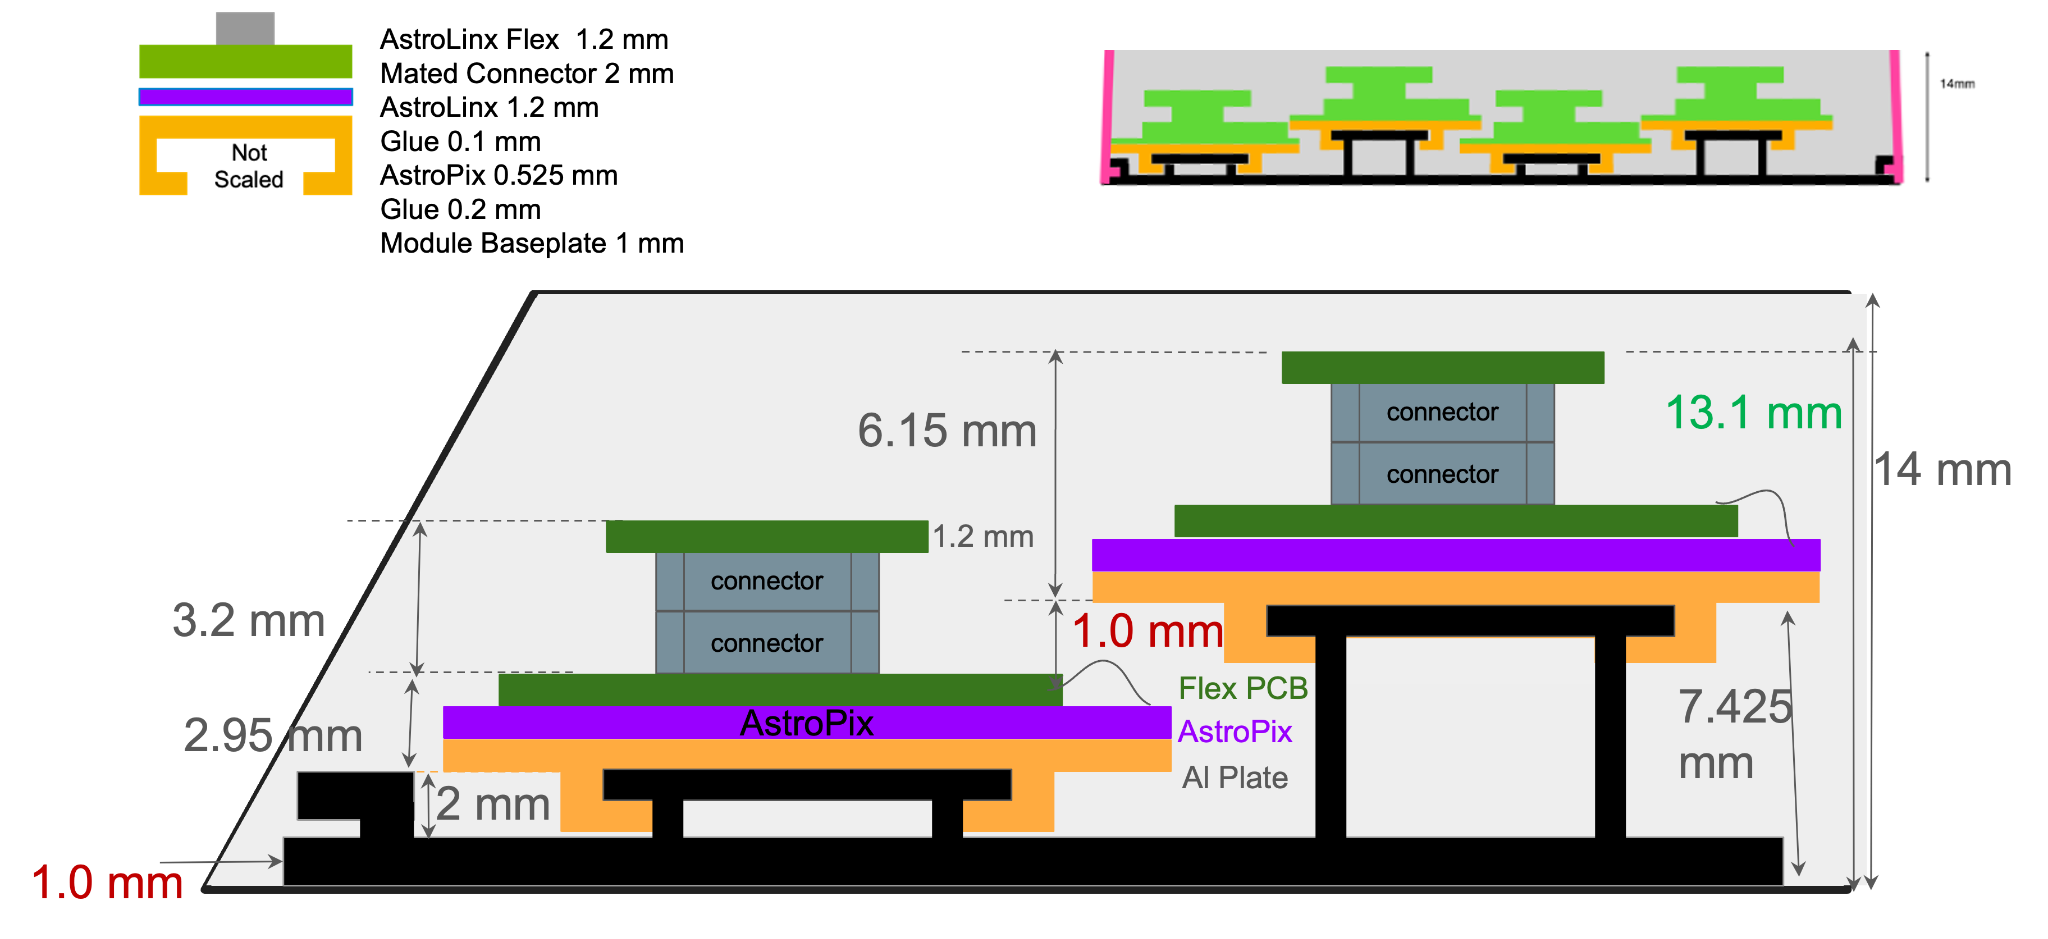 AstroLinx Flex  1.2 mm
Mated Connector 2 mm
AstroLinx 1.2 mm
Glue 0.1 mm
AstroPix 0.525 mm
Glue 0.2 mm
Module Baseplate 1 mm
Not
Scaled
14mm
6.15 mm
connector
connector
13.1 mm
14 mm
1.2 mm
connector
connector
3.2 mm
1.0 mm
Flex PCB
AstroPix
AstroPix
Al Plate
2.95 mm
2 mm
7.425
mm
1.0 mm